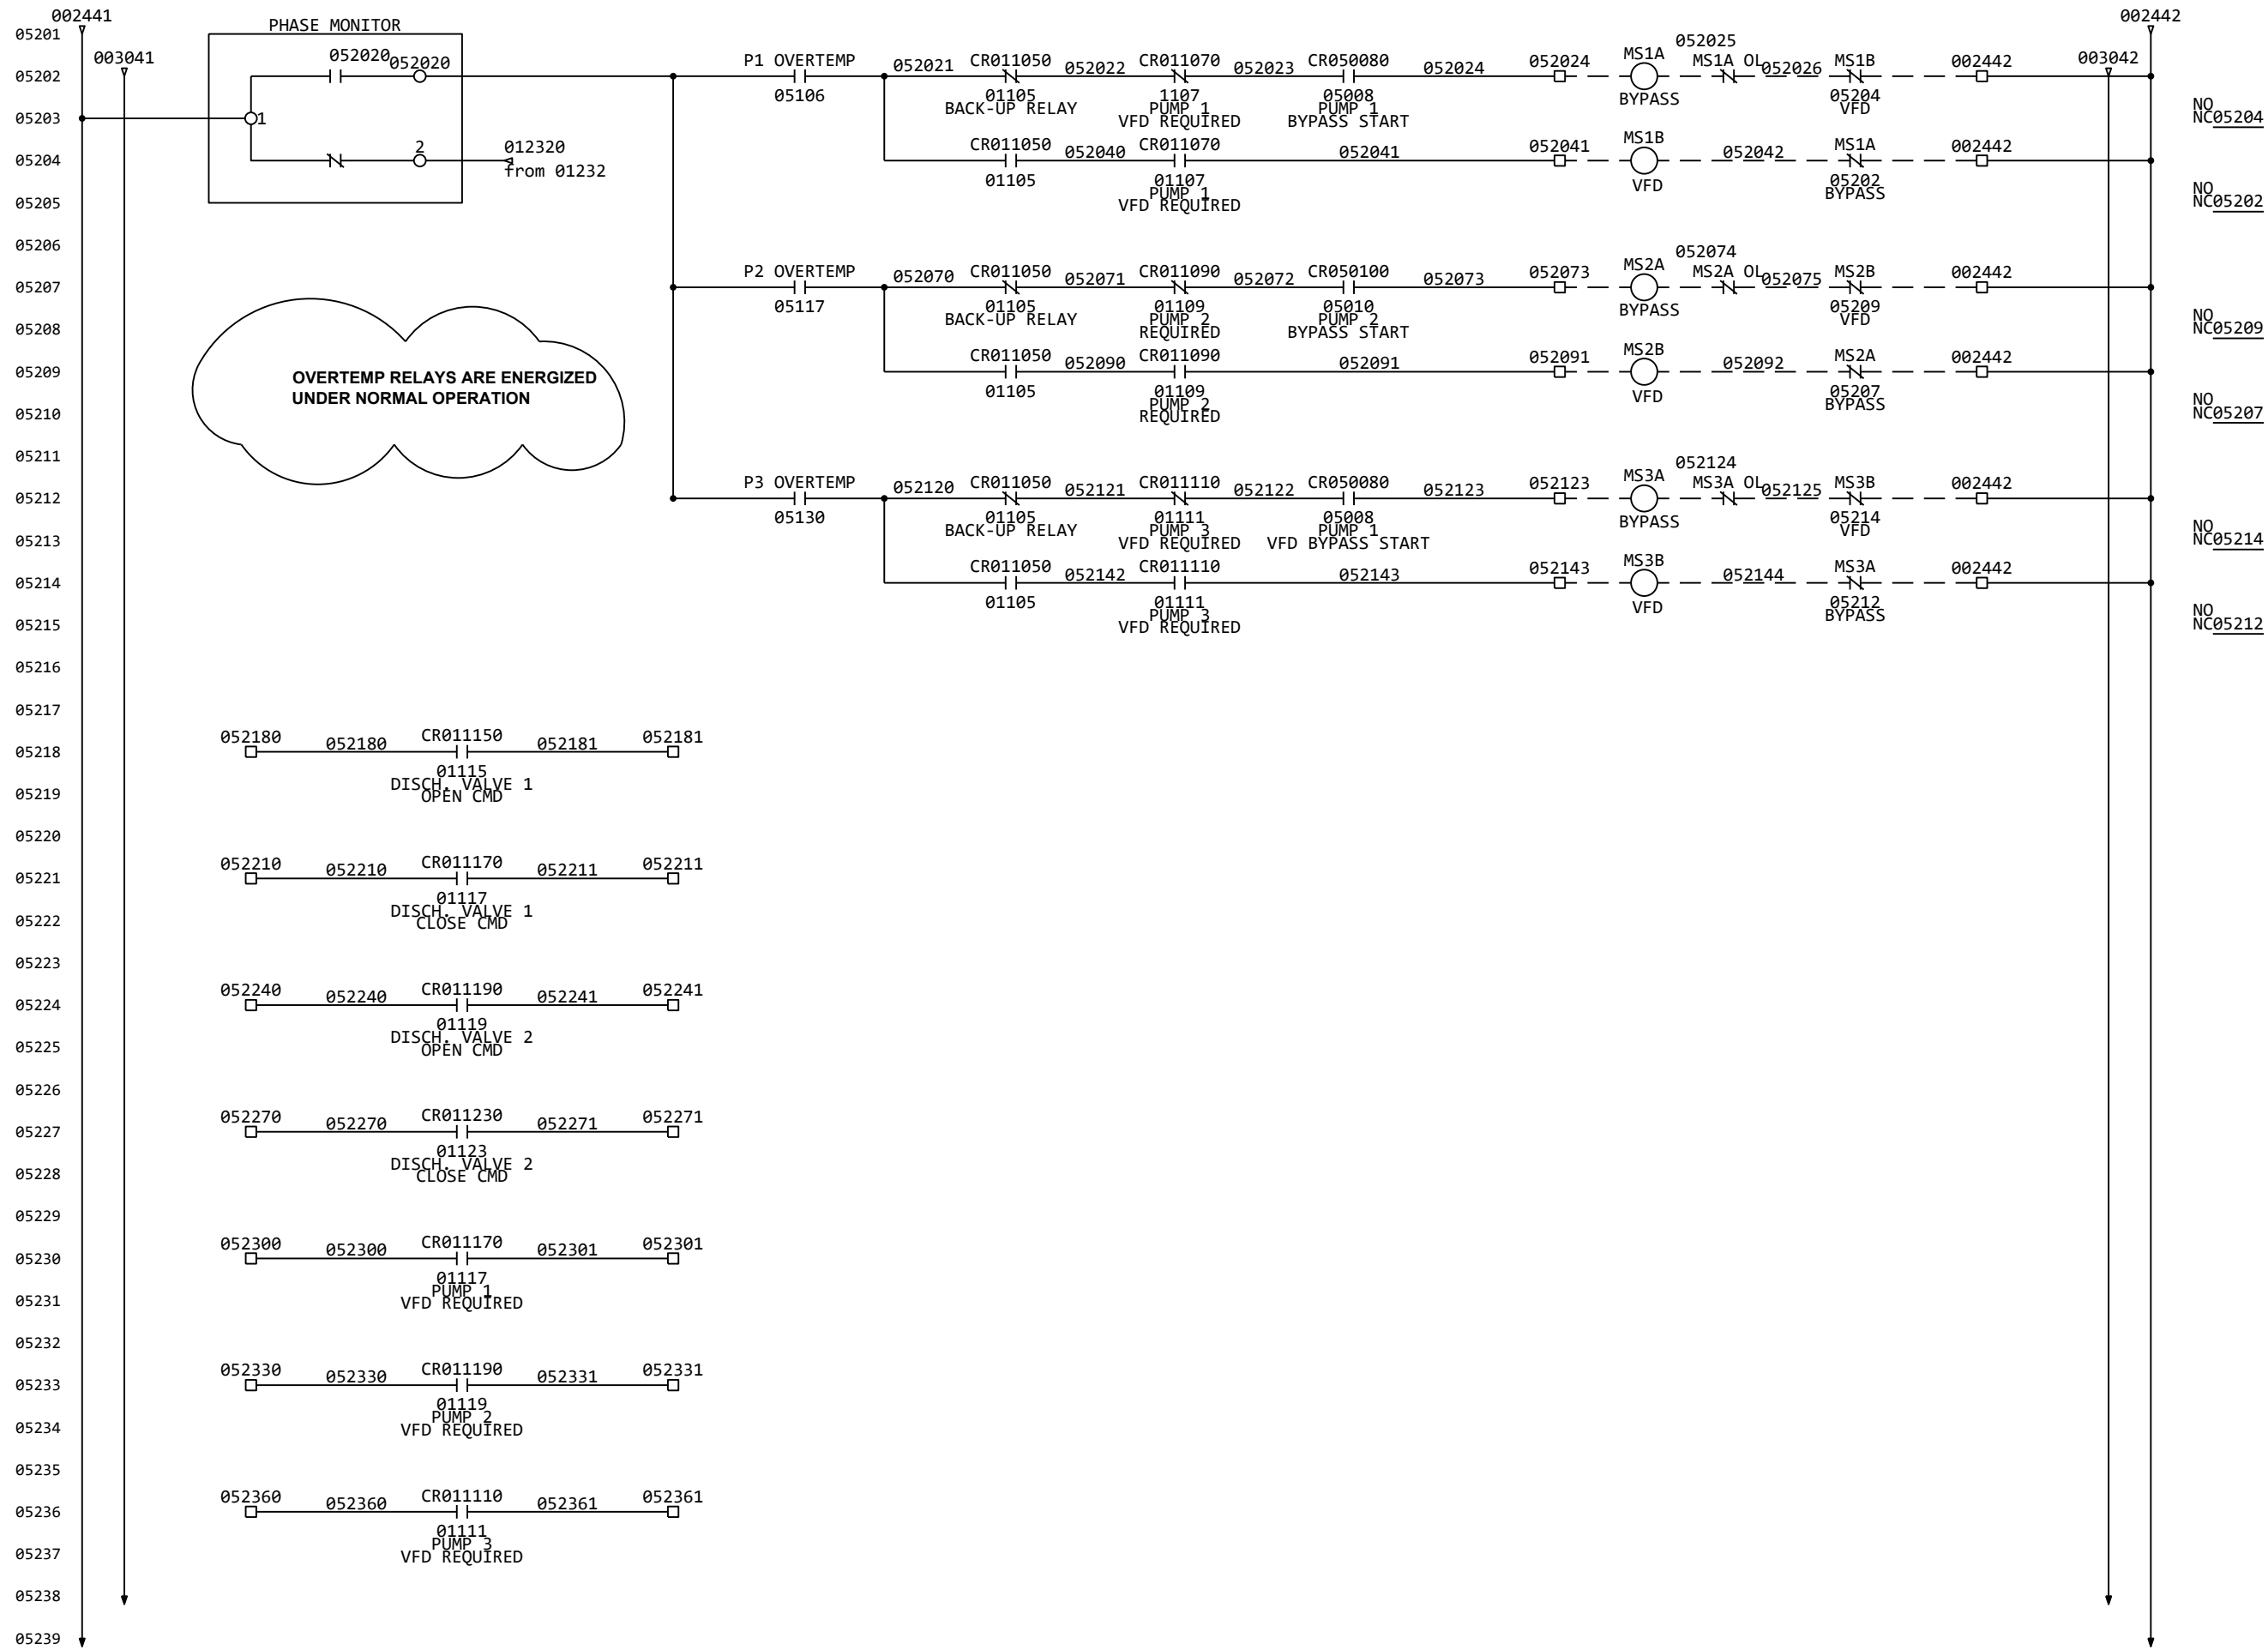 002441
002442
05201
PHASE MONITOR
052025
003041
052020
052020
P1 OVERTEMP
052021
CR011050
052022
CR011070
052023
CR050080
052024
052024
MS1A
MS1A OL
052026
MS1B
002442
003042
05202
05106
01105
BACK-UP RELAY
1107
PUMP 1
VFD REQUIRED
05008
PUMP 1
BYPASS START
BYPASS
05204
VFD
NO
NC05204
05203
1
05204
2
012320
from 01232
CR011050
052040
CR011070
052041
052041
MS1B
052042
MS1A
002442
01105
01107
PUMP 1
VFD REQUIRED
VFD
05202
BYPASS
NO
NC05202
05205
05206
052074
05207
P2 OVERTEMP
052070
CR011050
052071
CR011090
052072
CR050100
052073
052073
MS2A
MS2A OL
052075
MS2B
002442
05117
01105
BACK-UP RELAY
01109
PUMP 2
REQUIRED
05010
PUMP 2
BYPASS START
BYPASS
05209
VFD
NO
NC05209
05208
05209
OVERTEMP RELAYS ARE ENERGIZED
UNDER NORMAL OPERATION
CR011050
052090
CR011090
052091
052091
MS2B
052092
MS2A
002442
01105
01109
PUMP 2
REQUIRED
VFD
05207
BYPASS
NO
NC05207
05210
05211
052124
05212
P3 OVERTEMP
052120
CR011050
052121
CR011110
052122
CR050080
052123
052123
MS3A
MS3A OL
052125
MS3B
002442
05130
01105
BACK-UP RELAY
01111
PUMP 3
VFD REQUIRED
05008
PUMP 1
VFD BYPASS START
BYPASS
05214
VFD
NO
NC05214
05213
05214
CR011050
052142
CR011110
052143
052143
MS3B
052144
MS3A
002442
01105
01111
PUMP 3
VFD REQUIRED
VFD
05212
BYPASS
NO
NC05212
05215
05216
05217
05218
052180
052180
CR011150
052181
052181
01115
DISCH. VALVE 1
OPEN CMD
05219
05220
05221
052210
052210
CR011170
052211
052211
01117
DISCH. VALVE 1
CLOSE CMD
05222
05223
05224
052240
052240
CR011190
052241
052241
01119
DISCH. VALVE 2
OPEN CMD
05225
05226
05227
052270
052270
CR011230
052271
052271
01123
DISCH. VALVE 2
CLOSE CMD
05228
05229
05230
052300
052300
CR011170
052301
052301
01117
PUMP 1
VFD REQUIRED
05231
05232
05233
052330
052330
CR011190
052331
052331
01119
PUMP 2
VFD REQUIRED
05234
05235
05236
052360
052360
CR011110
052361
052361
01111
PUMP 3
VFD REQUIRED
05237
05238
05239